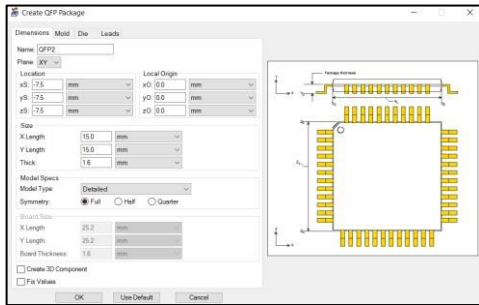 Create QFP Package
Dimensions Mold Die Leads
Name: QFP2
Plane: XY
Location Local Origin
xS: -7.5 mm xO: 0.0 mm
yS: -7.5 mm yO: 0.0 mm
zS: -7.5 mm zO: 0.0 mm
Size
X Length 15.0 mm
Y Length 15.0 mm
Thick: 1.6 mm
Model Specs
Model Type: Detailed
Symmetry: Full Half Quarter
Board Size
X Length: 25.2 mm
Y Length: 25.2 mm
Board Thickness: 1.6 mm
Create 3D Component
Fix Values
OK Use Default Cancel
Package thickness